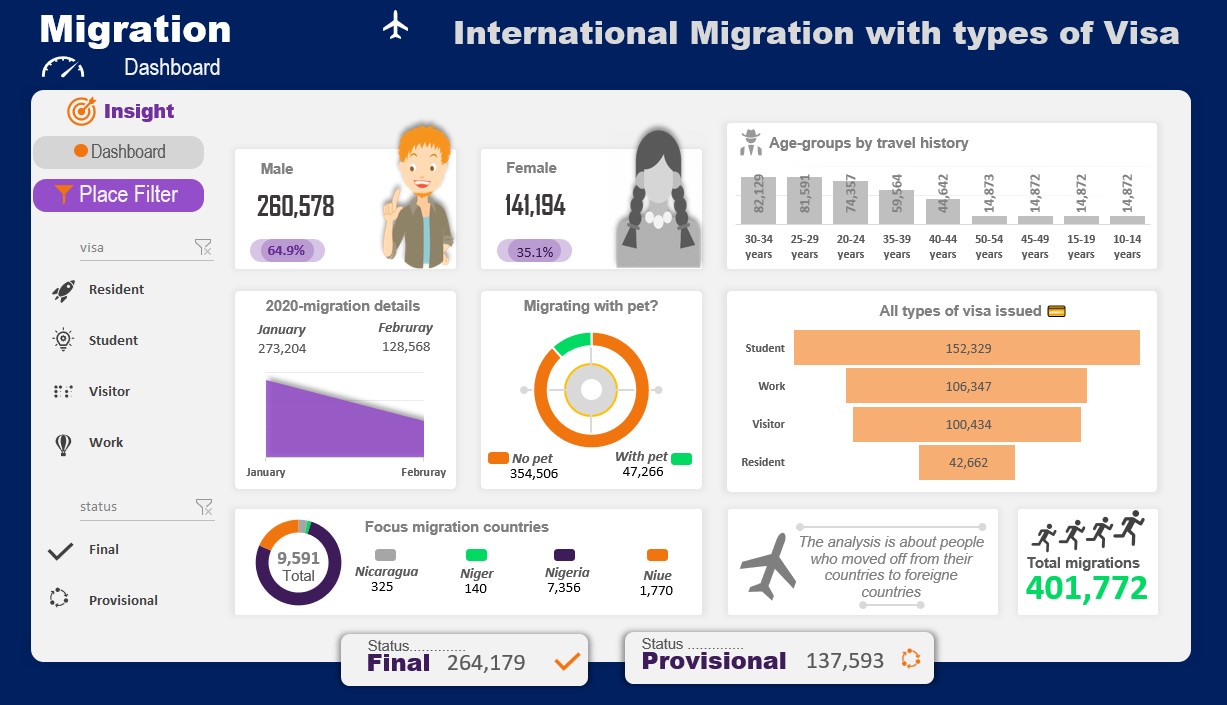 Migration
Dashboard
International Migration with types of Visa
Insight
Dashboard
Place Filter
visa
Resident
Student
Visitor
Work
status
Final
Provisional
Male
260,578
64.9%
Female
141,194
35.1%
Age-groups by travel history
82,129 81,591 74,357 59,564 44,642 14,873 14,872 14,872 14,872
30-34 25-29 20-24 35-39 40-44 50-54 45-49 15-19 10-14
years years years years years years years years years
2020-migration details
January Februray
273,204 128,568
January Februray
Migrating with pet?
No pet With pet
354,506 47,266
All types of visa issued
Student 152,329
Work 106,347
Visitor 100,434
Resident 42,662
Focus migration countries
9,591
Total
Nicaragua Niger Nigeria Niue
325 140 7,356 1,770
The analysis is about people
who moved off from their
countries to foreigne
countries
Total migrations
401,772
Status.............
Final 264,179
Status .............
Provisional 137,593